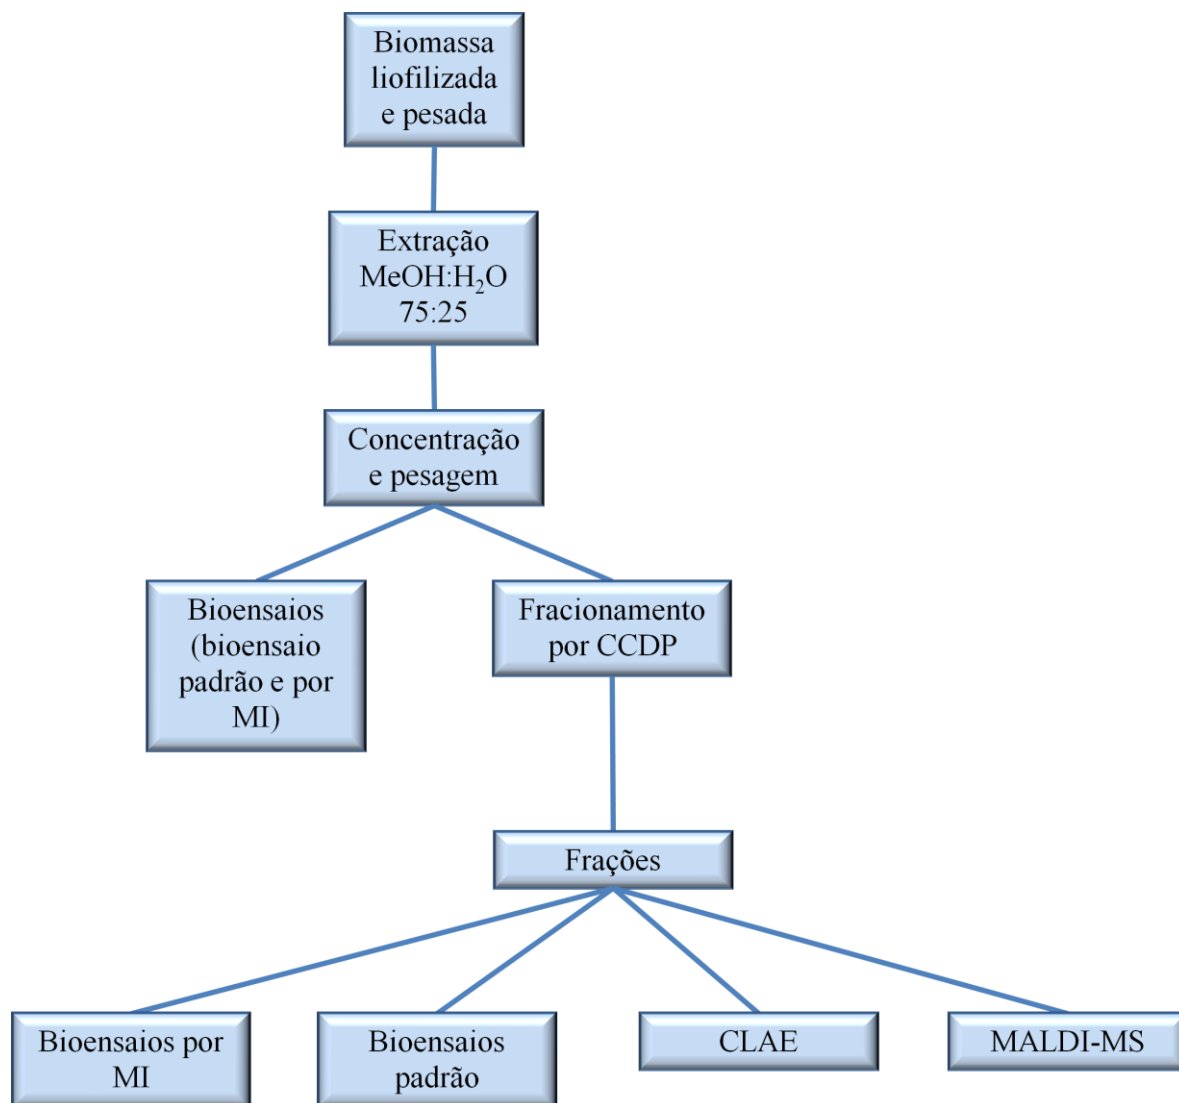 Biomassa
liofilizada
e pesada
Extração
MeOH:H₂O
75:25
Concentração
e pesagem
Bioensaios
(bioensaio
padrão e por
MI)
Fracionamento
por CCDP
Frações
Bioensaios por
MI
Bioensaios
padrão
CLAE
MALDI-MS